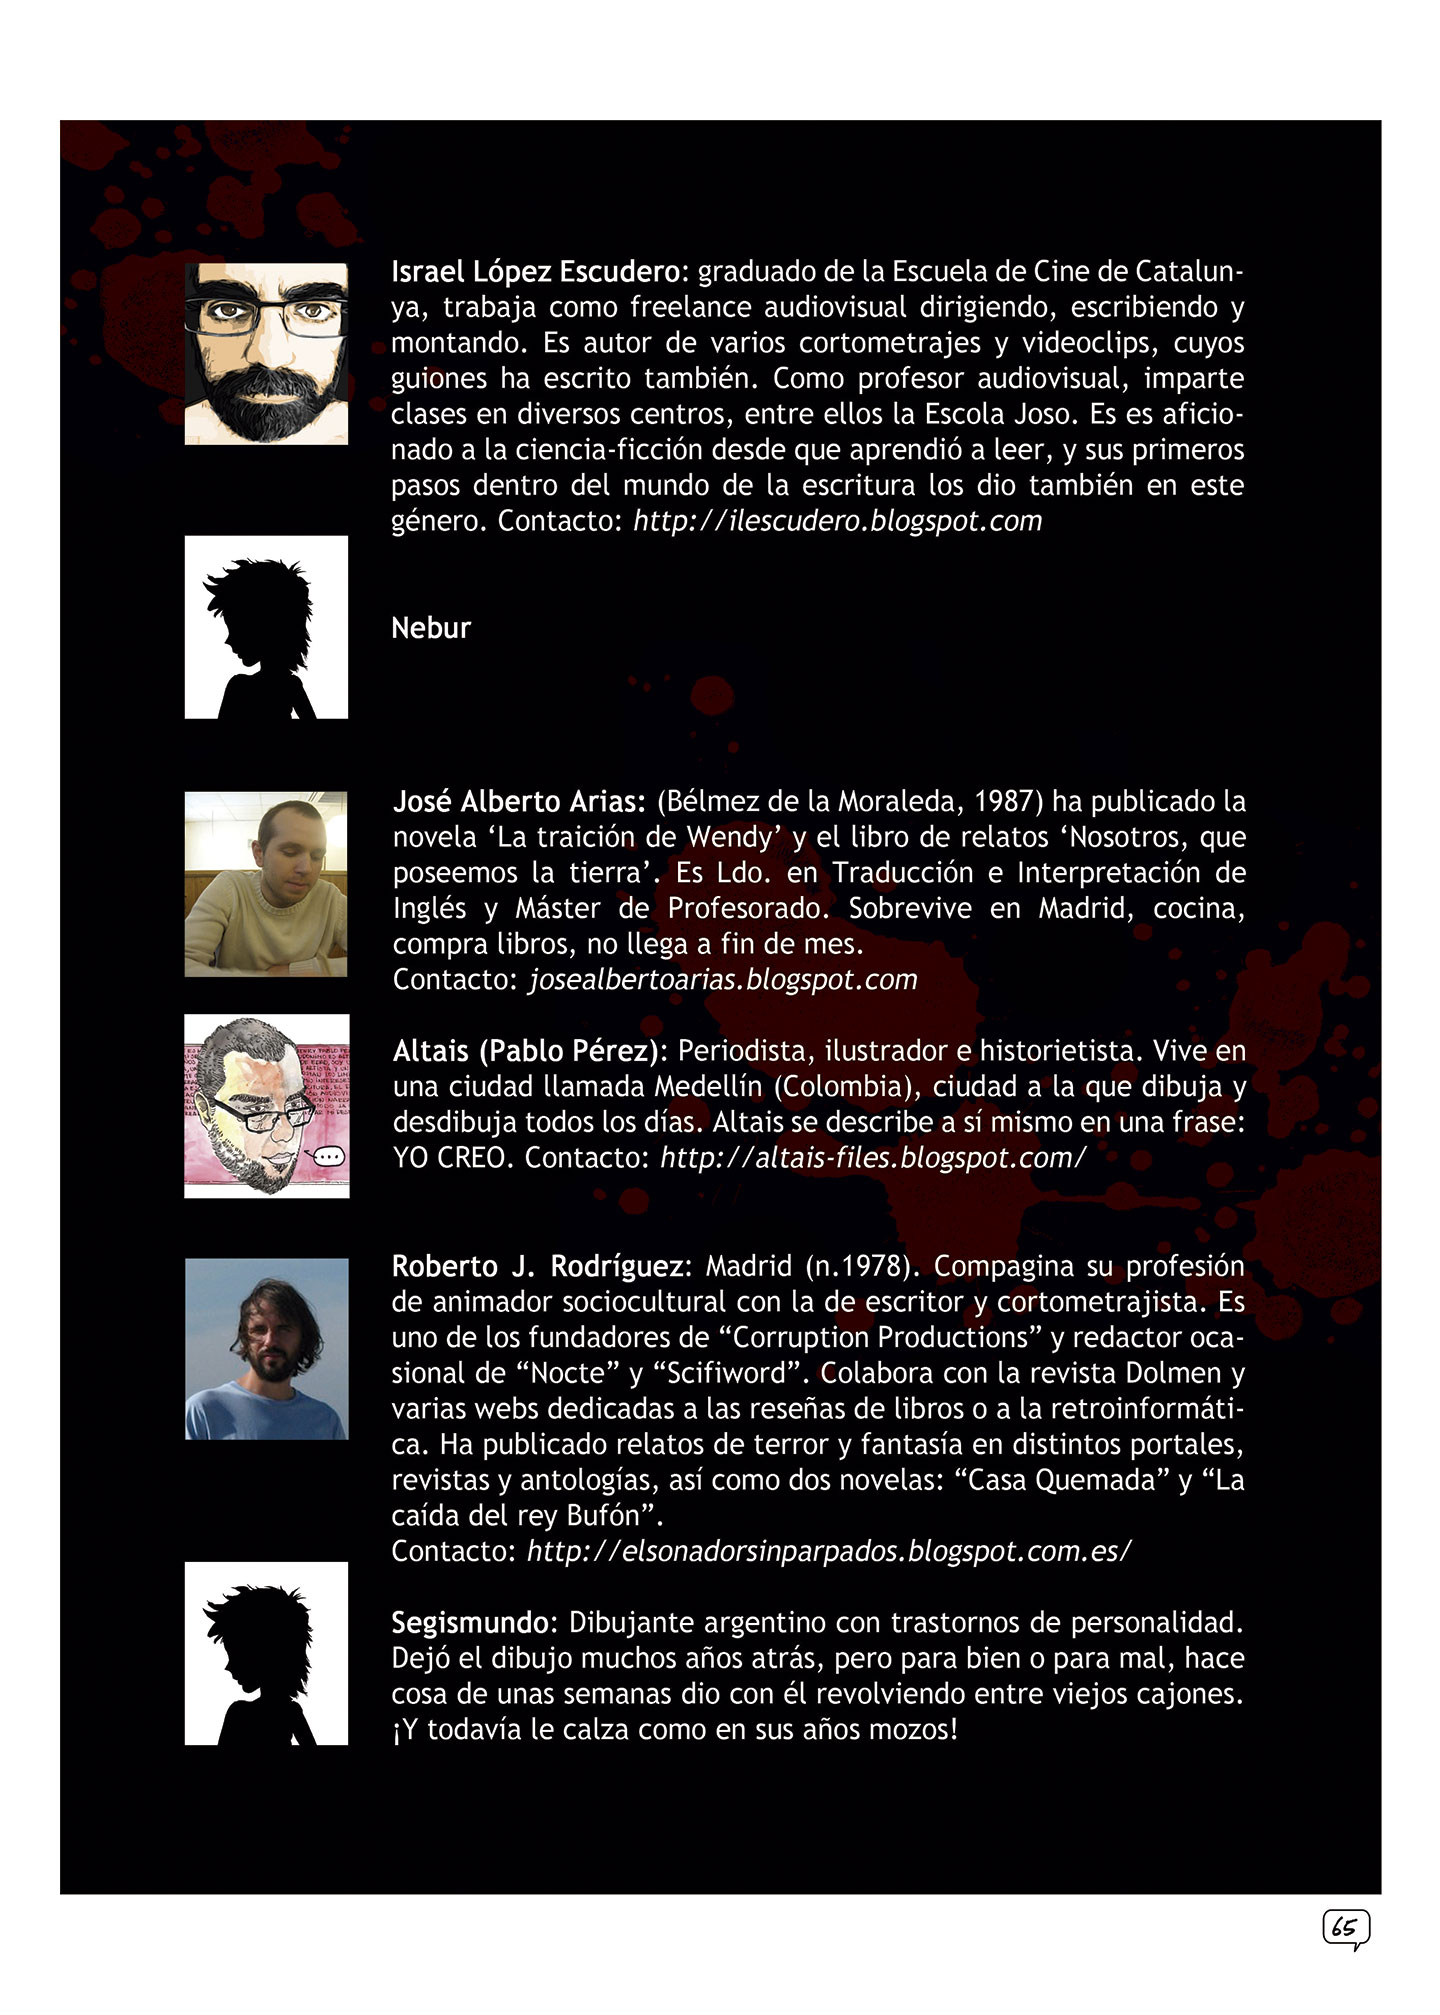 Israel López Escudero: graduado de la Escuela de Cine de Catalun-
ya, trabaja como freelance audiovisual dirigiendo, escribiendo y
montando. Es autor de varios cortometrajes y videoclips, cuyos
guiones ha escrito también. Como profesor audiovisual, imparte
clases en diversos centros, entre ellos la Escola Joso. Es es aficio-
nado a la ciencia-ficción desde que aprendió a leer, y sus primeros
pasos dentro del mundo de la escritura los dio también en este
género. Contacto: http://ilescudero.blogspot.com
Nebur
José Alberto Arias: (Bélmez de la Moraleda, 1987) ha publicado la
novela ‘La traición de Wendy’ y el libro de relatos ‘Nosotros, que
poseemos la tierra’. Es Ldo. en Traducción e Interpretación de
Inglés y Máster de Profesorado. Sobrevive en Madrid, cocina,
compra libros, no llega a fin de mes.
Contacto: josealbertoarias.blogspot.com
Altais (Pablo Pérez): Periodista, ilustrador e historietista. Vive en
una ciudad llamada Medellín (Colombia), ciudad a la que dibuja y
desdibuja todos los días. Altais se describe a sí mismo en una frase:
YO CREO. Contacto: http://altais-files.blogspot.com/
...
Roberto J. Rodríguez: Madrid (n.1978). Compagina su profesión
de animador sociocultural con la de escritor y cortometrajista. Es
uno de los fundadores de “Corruption Productions” y redactor oca-
sional de “Nocte” y “Scifiword”. Colabora con la revista Dolmen y
varias webs dedicadas a las reseñas de libros o a la retroinformáti-
ca. Ha publicado relatos de terror y fantasía en distintos portales,
revistas y antologías, así como dos novelas: “Casa Quemada” y “La
caída del rey Bufón”.
Contacto: http://elsonadorsinparpados.blogspot.com.es/
Segismundo: Dibujante argentino con trastornos de personalidad.
Dejó el dibujo muchos años atrás, pero para bien o para mal, hace
cosa de unas semanas dio con él revolviendo entre viejos cajones.
¡Y todavía le calza como en sus años mozos!
65